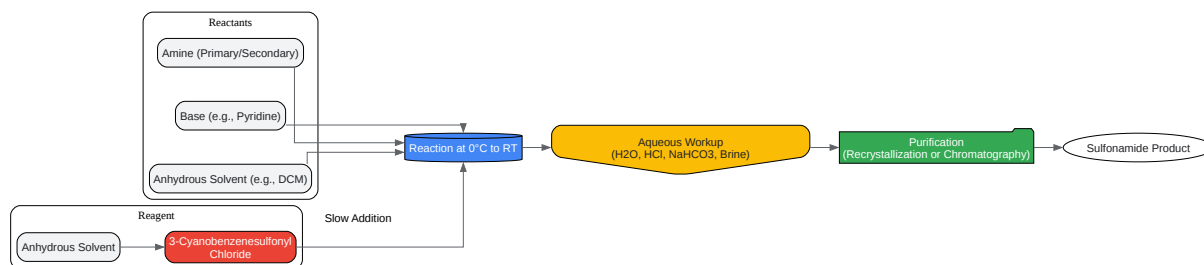 Reactants
Amine (Primary/Secondary)
Base (e.g., Pyridine)
Anhydrous Solvent (e.g., DCM)
Reagent
Anhydrous Solvent
3-Cyanobenzenesulfonyl
Chloride
Slow Addition
Reaction at 0°C to RT
Aqueous Workup
(H2O, HCl, NaHCO3, Brine)
Purification
(Recrystallization or Chromatography)
Sulfonamide Product